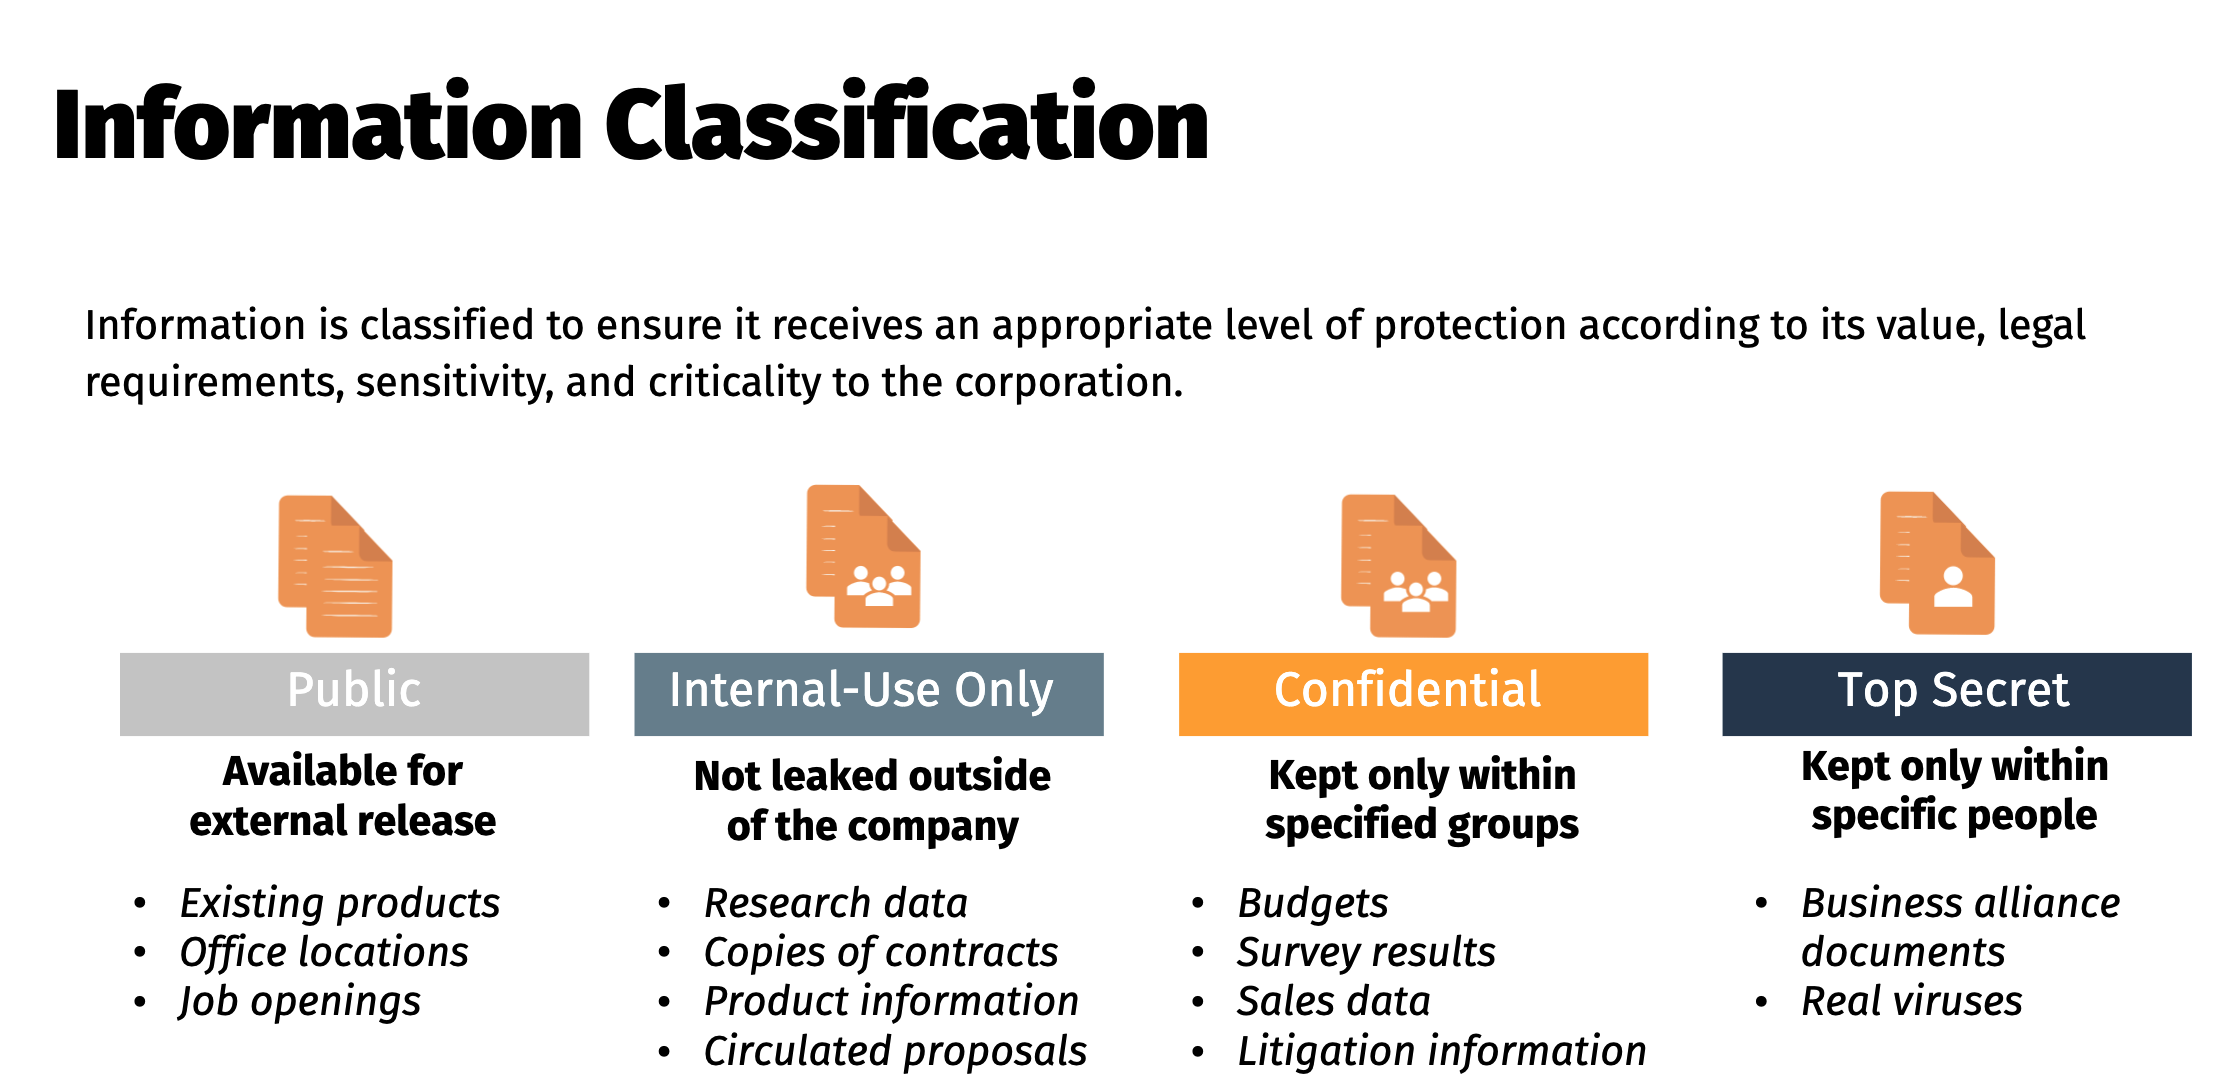 Information Classification
Information is classified to ensure it receives an appropriate level of protection according to its value, legal
requirements, sensitivity, and criticality to the corporation.
Public
Available for
external release
• Existing products
• Office locations
• Job openings
Internal-Use Only
Not leaked outside
of the company
• Research data
• Copies of contracts
• Product information
• Circulated proposals
Confidential
Kept only within
specified groups
• Budgets
• Survey results
• Sales data
• Litigation information
Top Secret
Kept only within
specific people
• Business alliance
documents
• Real viruses